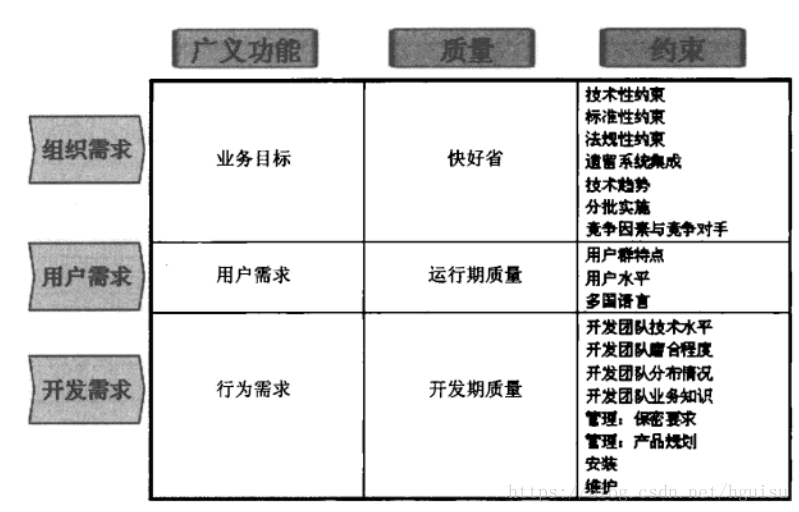 广义功能 质量 约束
组织需求 业务目标 快好省
技术性约束
标准性约束
法规性约束
遗留系统集成
技术趋势
分批实施
竞争因素与竞争对手
用户需求 用户需求 运行期质量
用户群特点
用户水平
多国语言
开发需求 行为需求 开发期质量
开发团队技术水平
开发团队磨合程度
开发团队分布情况
开发团队业务知识
管理：保密要求
管理：产品规划
安装
维护